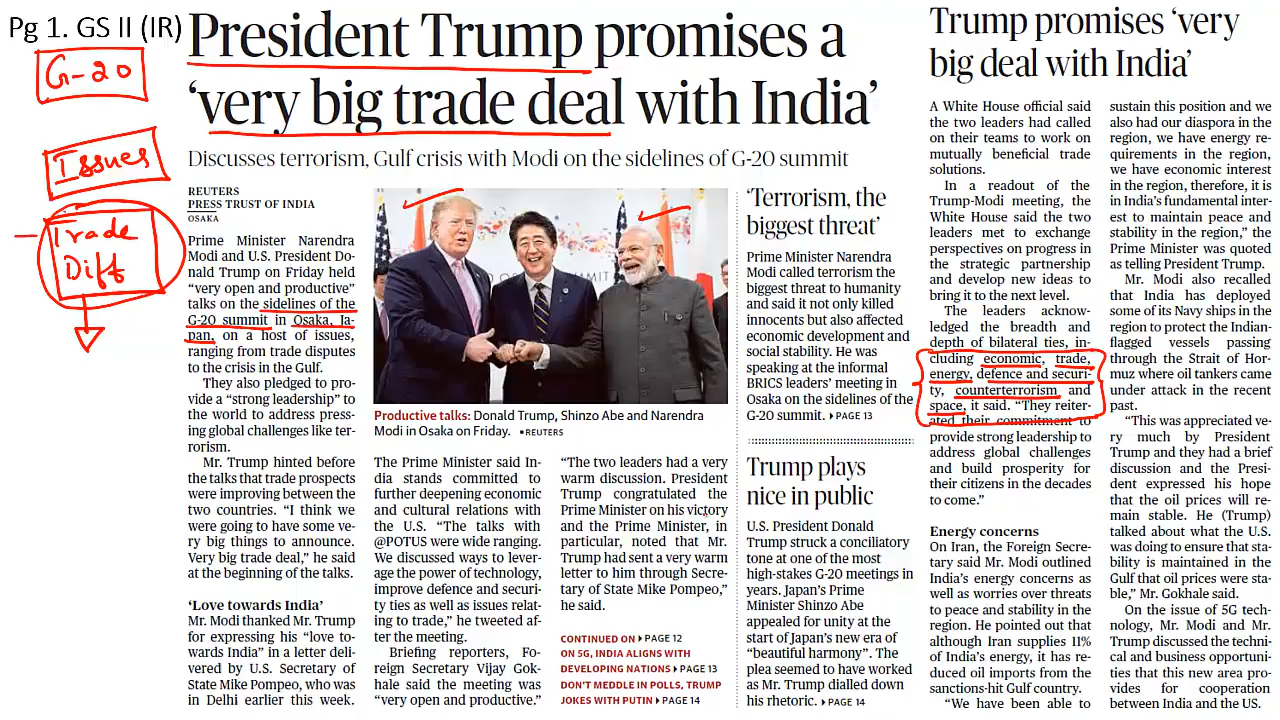 Pg 1. GS II (IR)
G-20
Issues
Trade
Diff
President Trump promises a
‘very big trade deal with India’
Discusses terrorism, Gulf crisis with Modi on the sidelines of G-20 summit
REUTERS
PRESS TRUST OF INDIA
OSAKA
Prime Minister Narendra
Modi and U.S. President Do-
nald Trump on Friday held
“very open and productive”
talks on the sidelines of the
G-20 summit in Osaka, Ja-
pan, on a host of issues,
ranging from trade disputes
to the crisis in the Gulf.
They also pledged to pro-
vide a “strong leadership” to
the world to address press-
ing global challenges like ter-
rorism.
Mr. Trump hinted before
the talks that trade prospects
were improving between the
two countries. “I think we
were going to have some ve-
ry big things to announce.
Very big trade deal,” he said
at the beginning of the talks.
‘Love towards India’
Mr. Modi thanked Mr. Trump
for expressing his “love to-
wards India” in a letter deli-
vered by U.S. Secretary of
State Mike Pompeo, who was
in Delhi earlier this week.
Productive talks: Donald Trump, Shinzo Abe and Narendra
Modi in Osaka on Friday. ▪REUTERS
The Prime Minister said In-
dia stands committed to
further deepening economic
and cultural relations with
the U.S. “The talks with
@POTUS were wide ranging.
We discussed ways to lever-
age the power of technology,
improve defence and securi-
ty ties as well as issues relat-
ing to trade,” he tweeted af-
ter the meeting.
Briefing reporters, Fo-
reign Secretary Vijay Gok-
hale said the meeting was
“very open and productive.”
“The two leaders had a very
warm discussion. President
Trump congratulated the
Prime Minister on his victory
and the Prime Minister, in
particular, noted that Mr.
Trump had sent a very warm
letter to him through Secre-
tary of State Mike Pompeo,”
he said.
CONTINUED ON ▸ PAGE 12
ON 5G, INDIA ALIGNS WITH
DEVELOPING NATIONS ▸ PAGE 13
DON’T MEDDLE IN POLLS, TRUMP
JOKES WITH PUTIN ▸ PAGE 14
‘Terrorism, the
biggest threat’
Prime Minister Narendra
Modi called terrorism the
biggest threat to humanity
and said it not only killed
innocents but also affected
economic development and
social stability. He was
speaking at the informal
BRICS leaders’ meeting in
Osaka on the sidelines of the
G-20 summit. ▸ PAGE 13
Trump plays
nice in public
U.S. President Donald
Trump struck a conciliatory
tone at one of the most
high-stakes G-20 meetings in
years. Japan’s Prime
Minister Shinzo Abe
appealed for unity at the
start of Japan’s new era of
“beautiful harmony”. The
plea seemed to have worked
as Mr. Trump dialled down
his rhetoric. ▸ PAGE 14
Trump promises ‘very
big deal with India’
A White House official said
the two leaders had called
on their teams to work on
mutually beneficial trade
solutions.
In a readout of the
Trump-Modi meeting, the
White House said the two
leaders met to exchange
perspectives on progress in
the strategic partnership
and develop new ideas to
bring it to the next level.
The leaders acknow-
ledged the breadth and
depth of bilateral ties, in-
cluding economic, trade,
energy, defence and securi-
ty, counterterrorism and
space, it said. “They reiter-
ated their commitment to
provide strong leadership to
address global challenges
and build prosperity for
their citizens in the decades
to come.”
Energy concerns
On Iran, the Foreign Secre-
tary said Mr. Modi outlined
India’s energy concerns as
well as worries over threats
to peace and stability in the
region. He pointed out that
although Iran supplies 11%
of India’s energy, it has re-
duced oil imports from the
sanctions-hit Gulf country.
“We have been able to
sustain this position and we
also had our diaspora in the
region, we have energy re-
quirements in the region,
we have economic interest
in the region, therefore, it is
in India’s fundamental inter-
est to maintain peace and
stability in the region,” the
Prime Minister was quoted
as telling President Trump.
Mr. Modi also recalled
that India has deployed
some of its Navy ships in the
region to protect the Indian-
flagged vessels passing
through the Strait of Hor-
muz where oil tankers came
under attack in the recent
past.
“This was appreciated ve-
ry much by President
Trump and they had a brief
discussion and the Presi-
dent expressed his hope
that the oil prices will re-
main stable. He (Trump)
talked about what the U.S.
was doing to ensure that sta-
bility is maintained in the
Gulf that oil prices were sta-
ble,” Mr. Gokhale said.
On the issue of 5G tech-
nology, Mr. Modi and Mr.
Trump discussed the techni-
cal and business opportuni-
ties that this new area pro-
vides for cooperation
between India and the US.